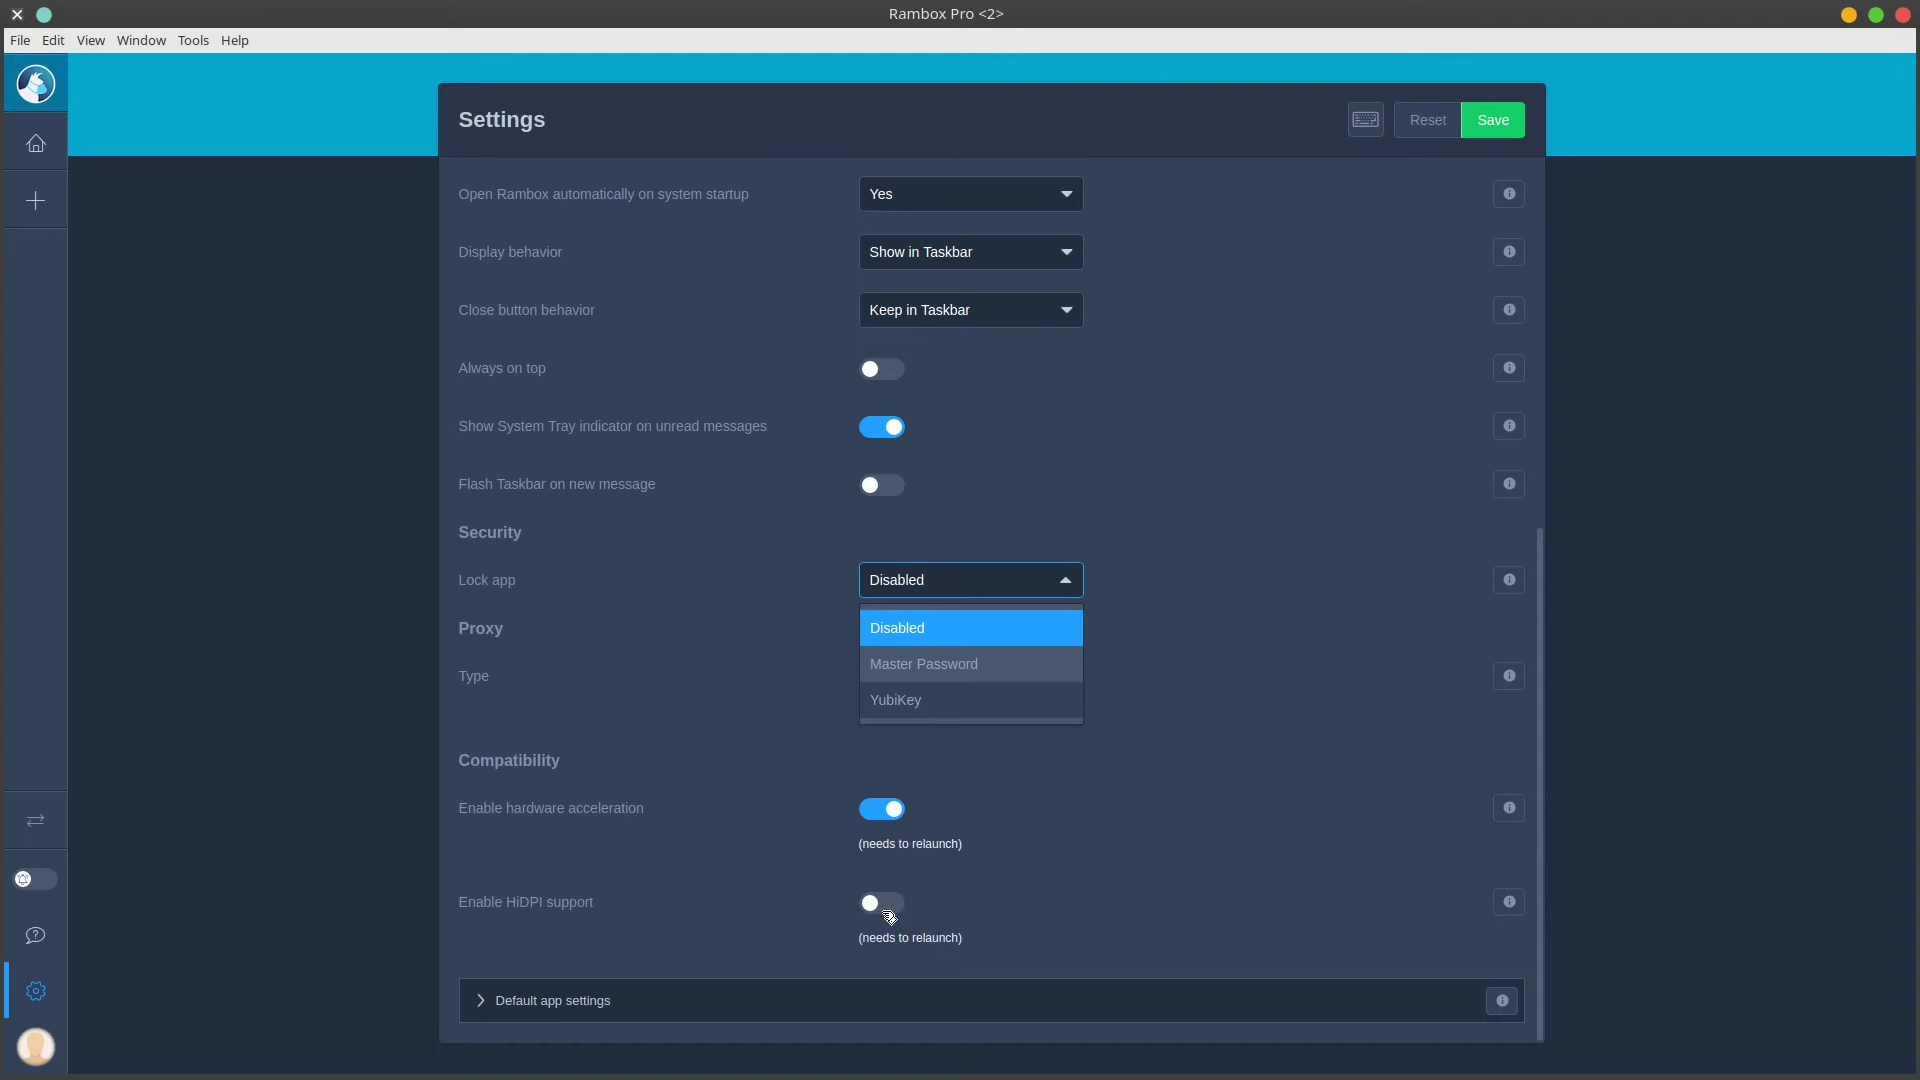 Rambox Pro <2>
File Edit View Window Tools Help
Settings
Reset Save
Open Rambox automatically on system startup Yes
Display behavior Show in Taskbar
Close button behavior Keep in Taskbar
Always on top
Show System Tray indicator on unread messages
Flash Taskbar on new message
Security
Lock app Disabled
Disabled
Proxy
Master Password
Type
YubiKey
Compatibility
Enable hardware acceleration
(needs to relaunch)
Enable HiDPI support
(needs to relaunch)
Default app settings